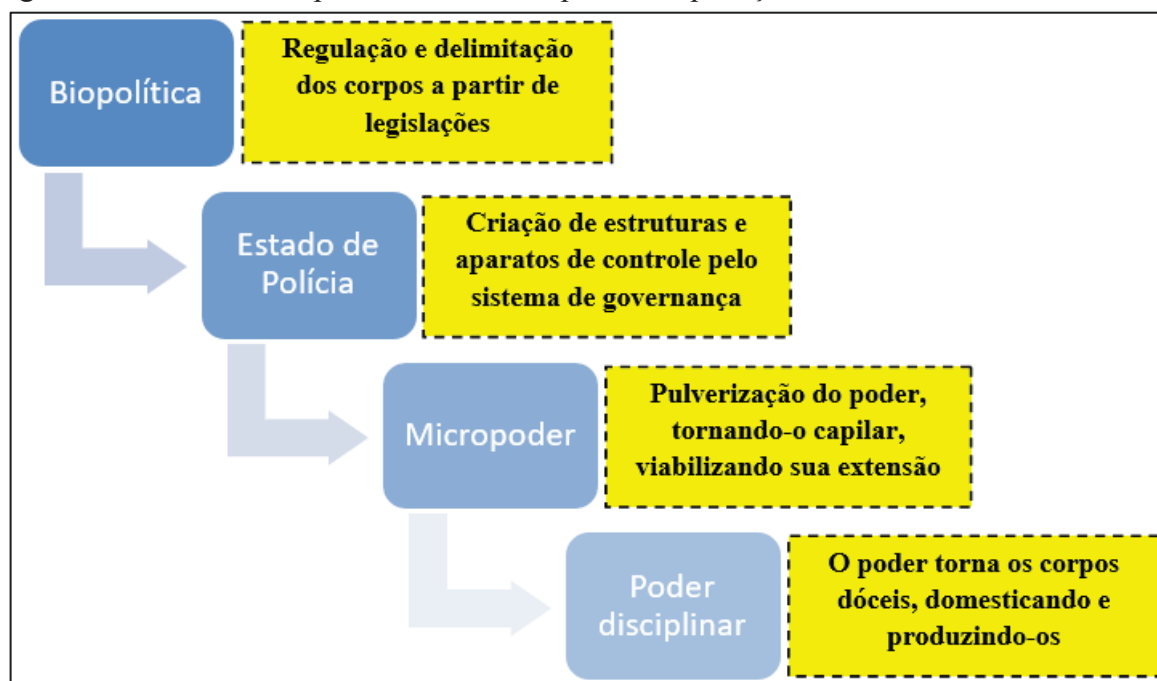 Biopolítica
Regulação e delimitação
dos corpos a partir de
legislações
Estado de
Polícia
Criação de estruturas e
aparatos de controle pelo
sistema de governança
Micropoder
Pulverização do poder,
tornando-o capilar,
viabilizando sua extensão
Poder
disciplinar
O poder torna os corpos
dóceis, domesticando e
produzindo-os